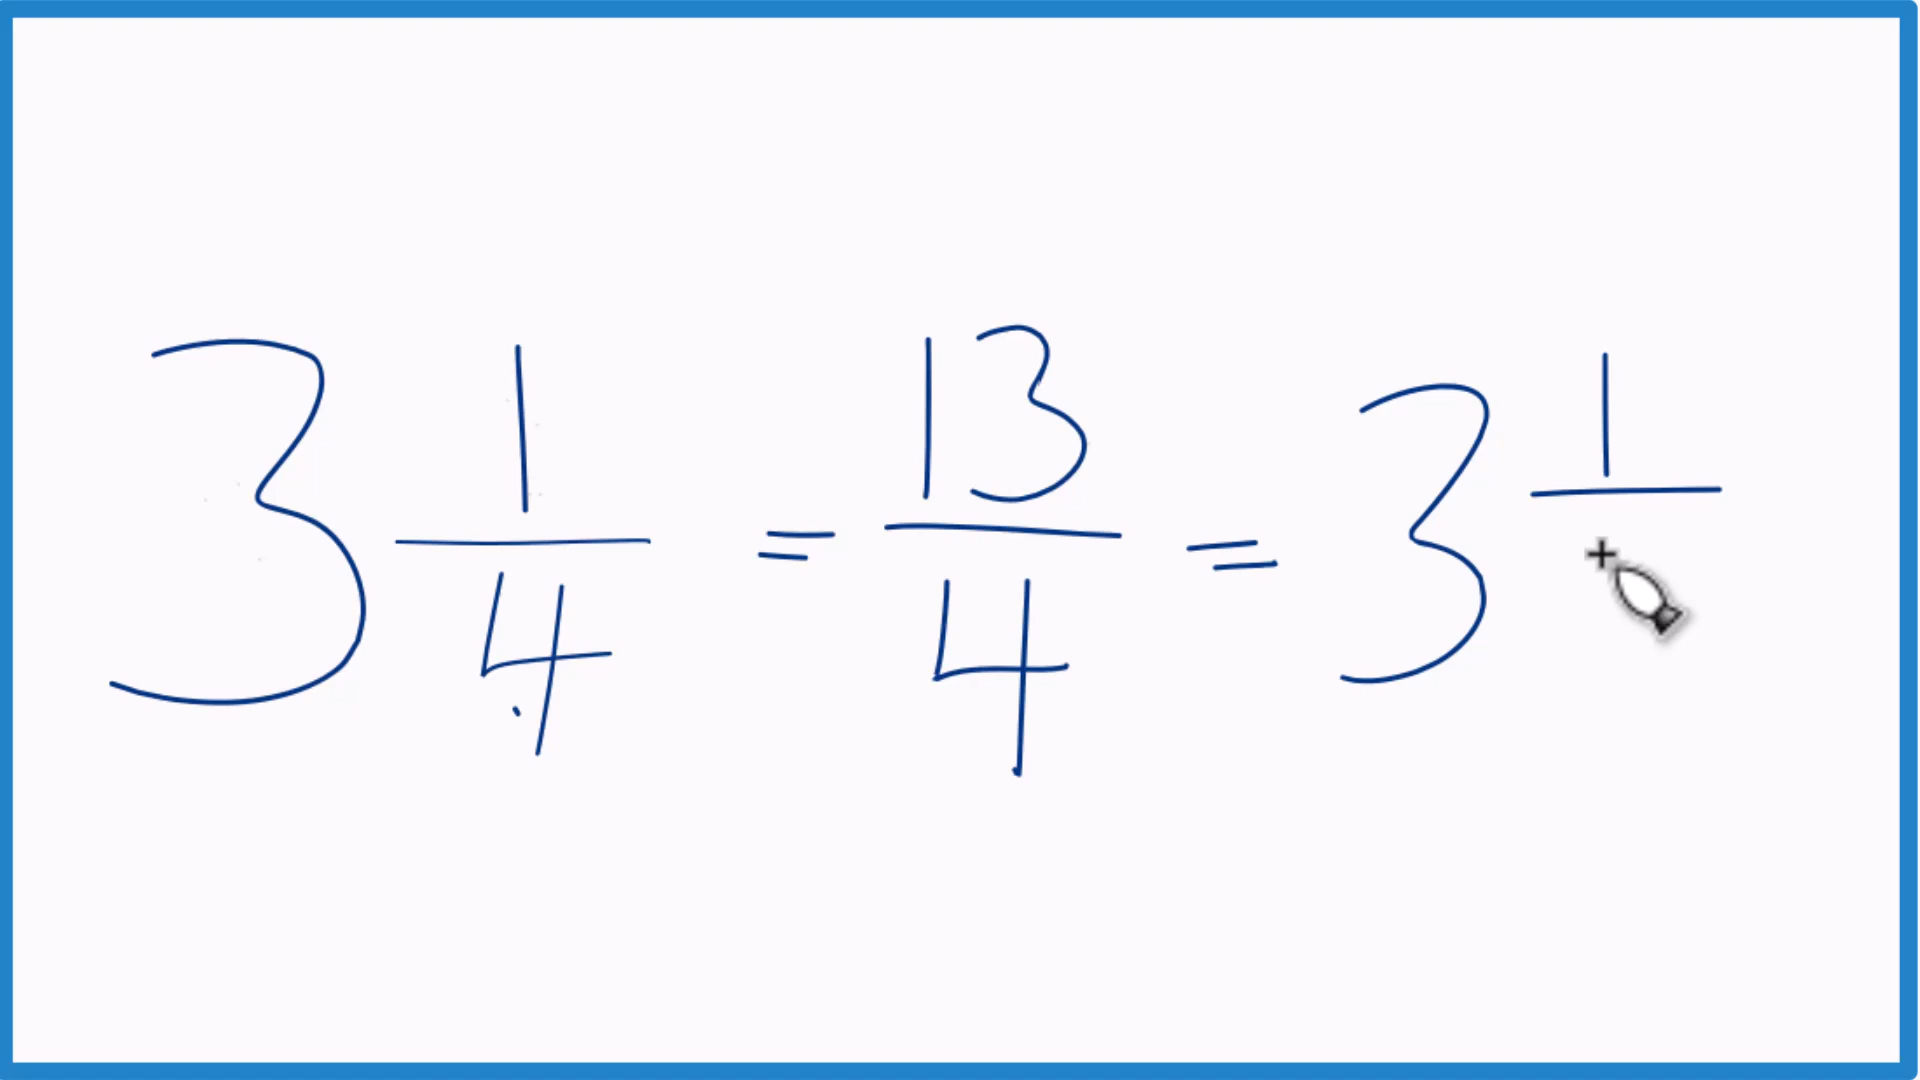 3 1/4 = 13/4 = 3 1/